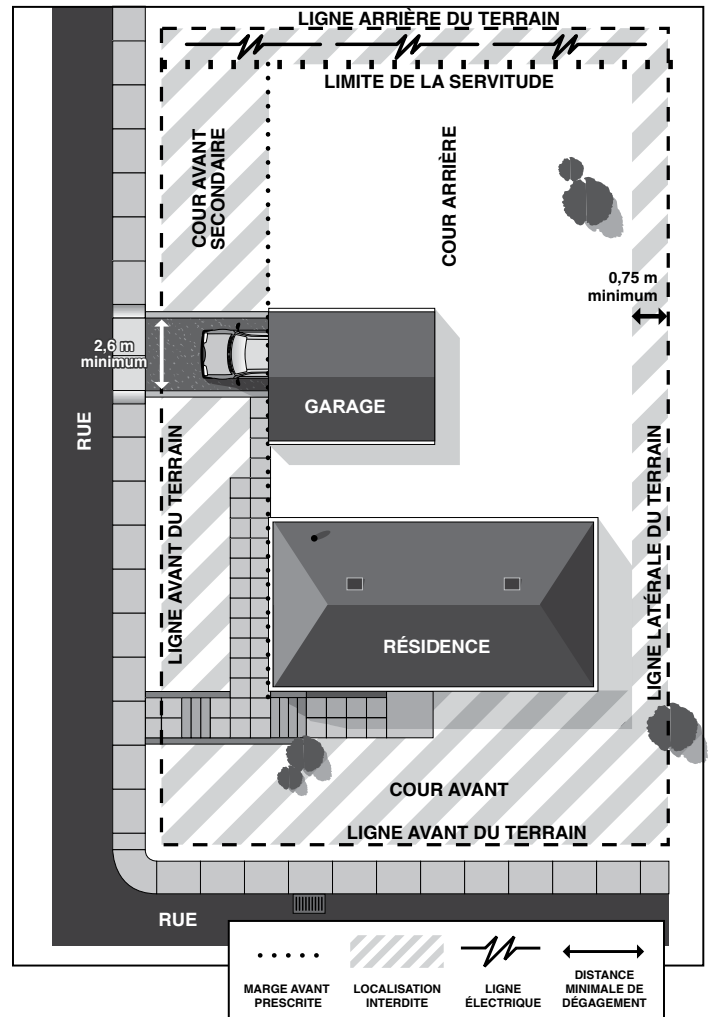 LIGNE ARRIÈRE DU TERRAIN
LIMITE DE LA SERVITUDE
COUR AVANT
SECONDAIRE
COUR ARRIÈRE
0,75 m
minimum
2,6 m
minimum
GARAGE
RUE
LIGNE AVANT DU TERRAIN
LIGNE LATÉRALE DU TERRAIN
RÉSIDENCE
COUR AVANT
LIGNE AVANT DU TERRAIN
RUE
MARGE AVANT
PRESCRITE
LOCALISATION
INTERDITE
LIGNE
ÉLECTRIQUE
DISTANCE
MINIMALE DE
DÉGAGEMENT